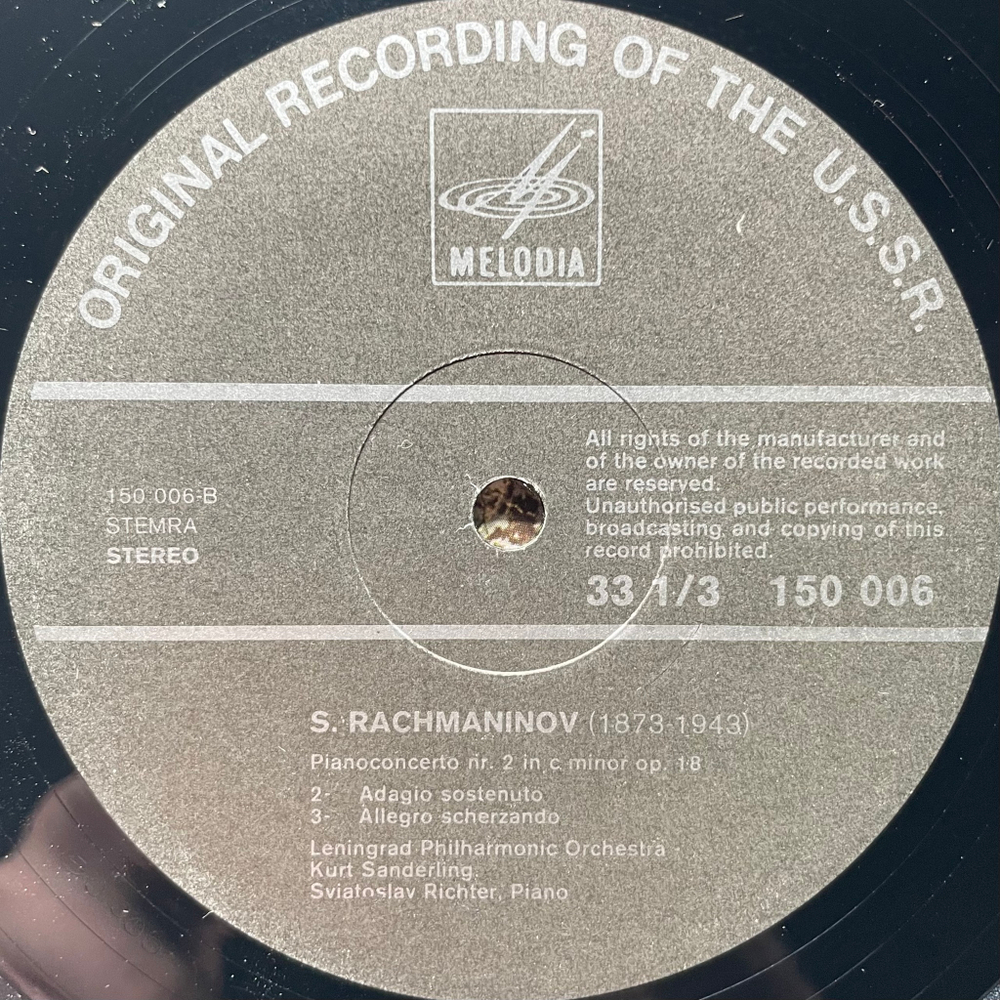 ORIGINAL RECORDING OF THE U.S.S.R.
MELODIA
150 006-B
STEMRA
STEREO
All rights of the manufacturer and
of the owner of the recorded work
are reserved.
Unauthorised public performance,
broadcasting and copying of this
record prohibited.
33 1/3 150 006
S. RACHMANINOV (1873-1943)
Pianoconcerto nr. 2 in c minor op. 18
2- Adagio sostenuto
3- Allegro scherzando
Leningrad Philharmonic Orchestra -
Kurt Sanderling.
Sviatoslav Richter, Piano